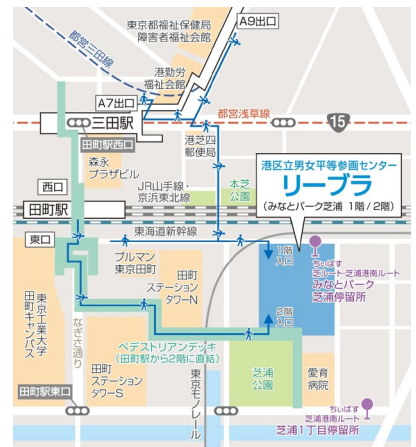 東京都福祉保健局
障害者福祉会館
A9出口
都営三田線
港勤労
福祉会館
A7出口
三田駅
都営浅草線
15
田町駅西口
港芝四
郵便局
森永
プラザビル
港区立男女平等参画センター
リーブラ
(みなとパーク芝浦 1階/2階)
西口
JR山手線・
京浜東北線
本芝
公園
田町駅
東海道新幹線
東口
1階
入口
ちぃばす
芝ルート・芝浦港南ルート
みなとパーク
芝浦停留所
プルマン
東京田町
田町
ステーション
タワーN
東京工業大学
田町キャンパス
なぎさ通り
2階
入口
ペデストリアンデッキ
(田町駅から2階に直結)
田町
ステーション
タワーS
東京モノレール
芝浦
公園
愛育
病院
田町駅東口
ちぃばす
芝浦港南ルート
芝浦1丁目停留所